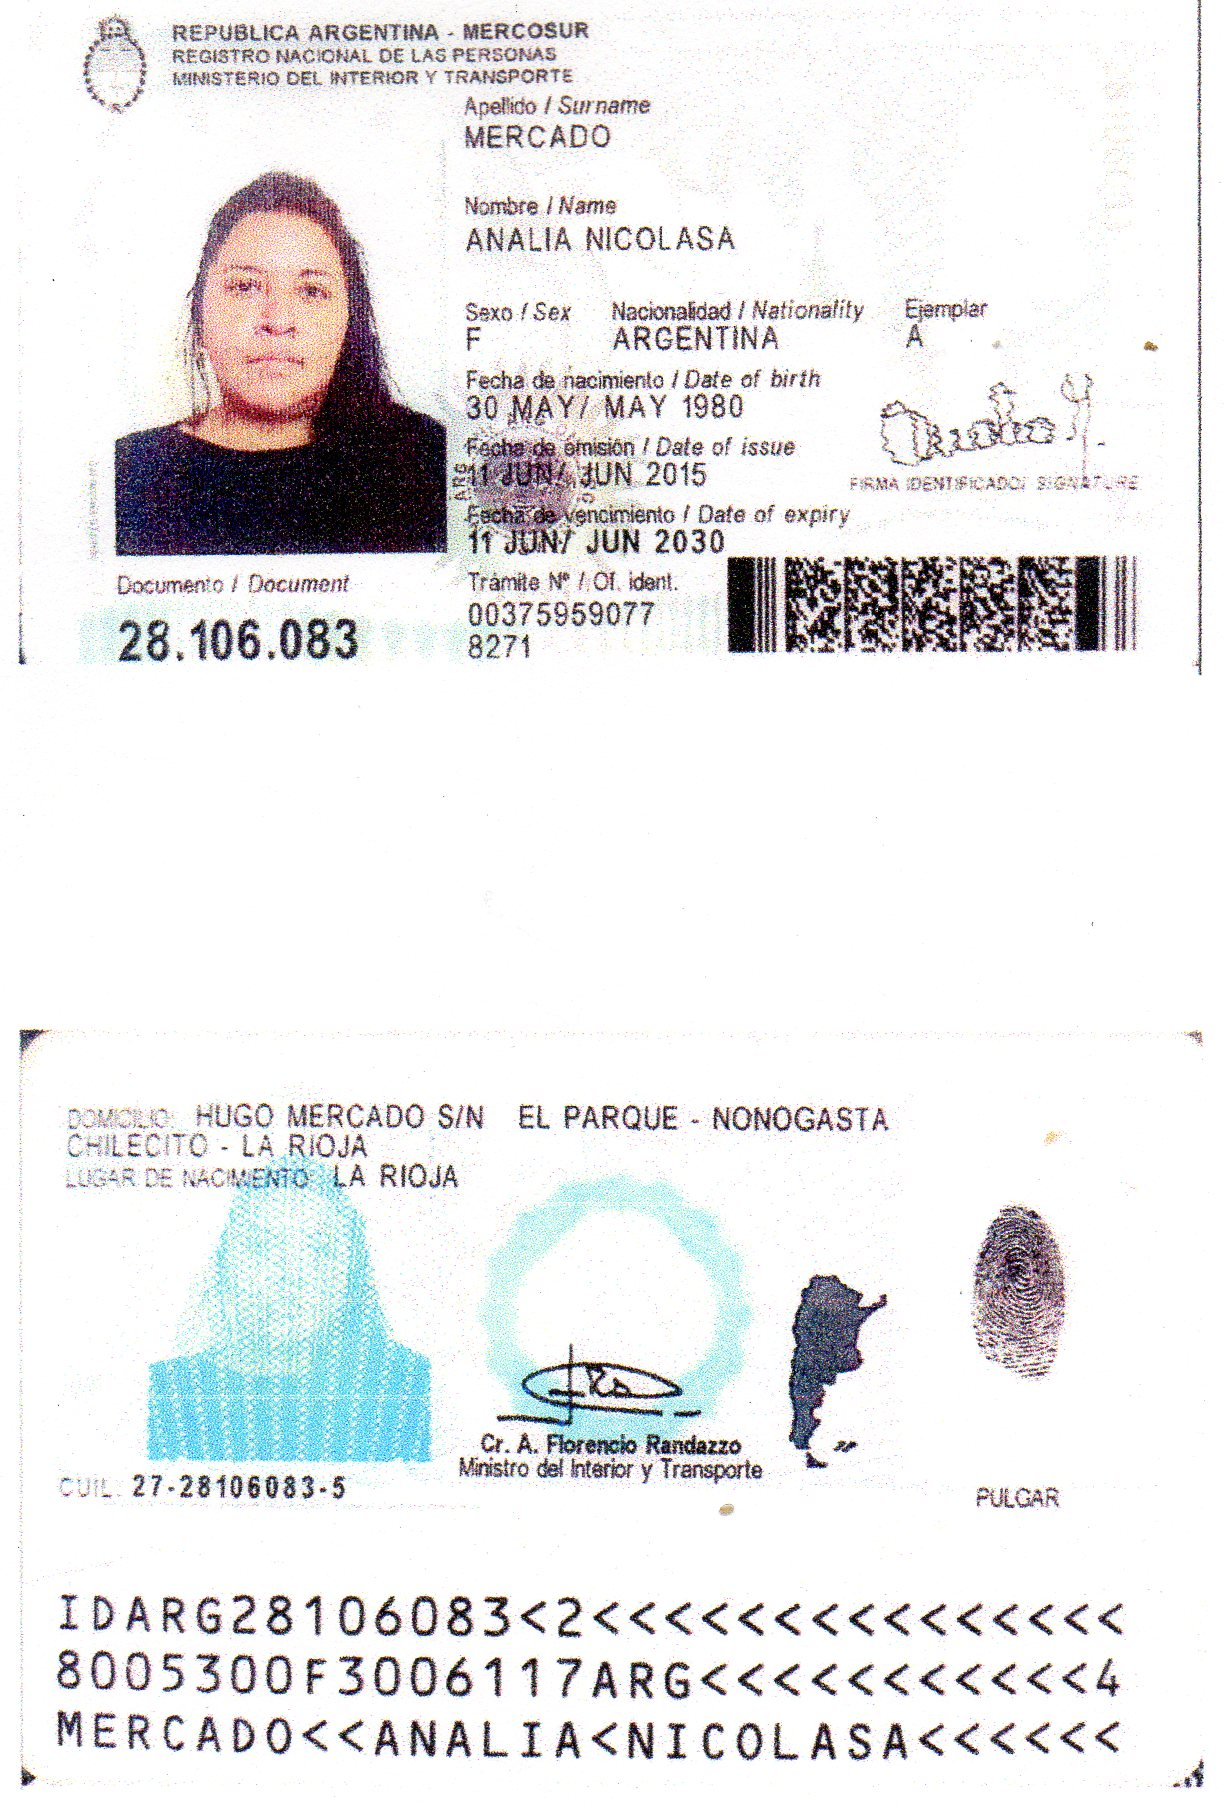 REPUBLICA ARGENTINA - MERCOSUR
REGISTRO NACIONAL DE LAS PERSONAS
MINISTERIO DEL INTERIOR Y TRANSPORTE
Apellido / Surname
MERCADO
Nombre / Name
ANALIA NICOLASA
Sexo / Sex Nacionalidad / Nationality Ejemplar
F ARGENTINA A
Fecha de nacimiento / Date of birth
30 MAY/ MAY 1980
Fecha de emisión / Date of issue
11 JUN/ JUN 2015
FIRMA IDENTIFICADO/ SIGNATURE
Fecha de vencimiento / Date of expiry
11 JUN/ JUN 2030
Documento / Document Tramite Nº / Of. ident.
28.106.083 00375959077
8271
DOMICILIO: HUGO MERCADO S/N EL PARQUE - NONOGASTA
CHILECITO - LA RIOJA
LUGAR DE NACIMIENTO: LA RIOJA
Cr. A. Florencio Randazzo
Ministro del Interior y Transporte
CUIL: 27-28106083-5
PULGAR
IDARG28106083<2<<<<<<<<<<<<<<<
8005300F3006117ARG<<<<<<<<<<<4
MERCADO<<ANALIA<NICOLASA<<<<<<